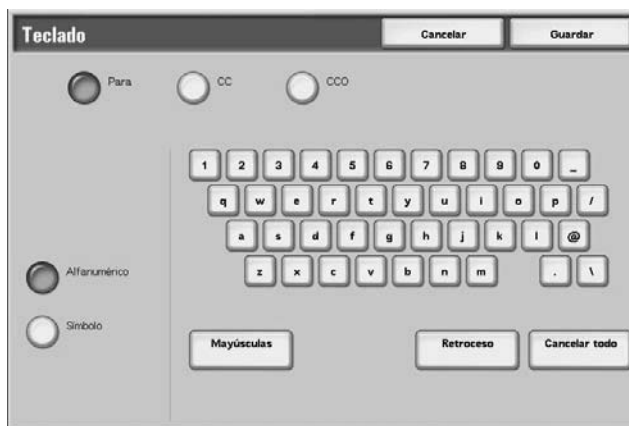 Teclado Cancelar Guardar
Para CC CCO
1 2 3 4 5 6 7 8 9 0 _
q w e r t y u i o p /
a s d f g h j k l @
z x c v b n m . \
Alfanumérico
Símbolo
Mayúsculas Retroceso Cancelar todo